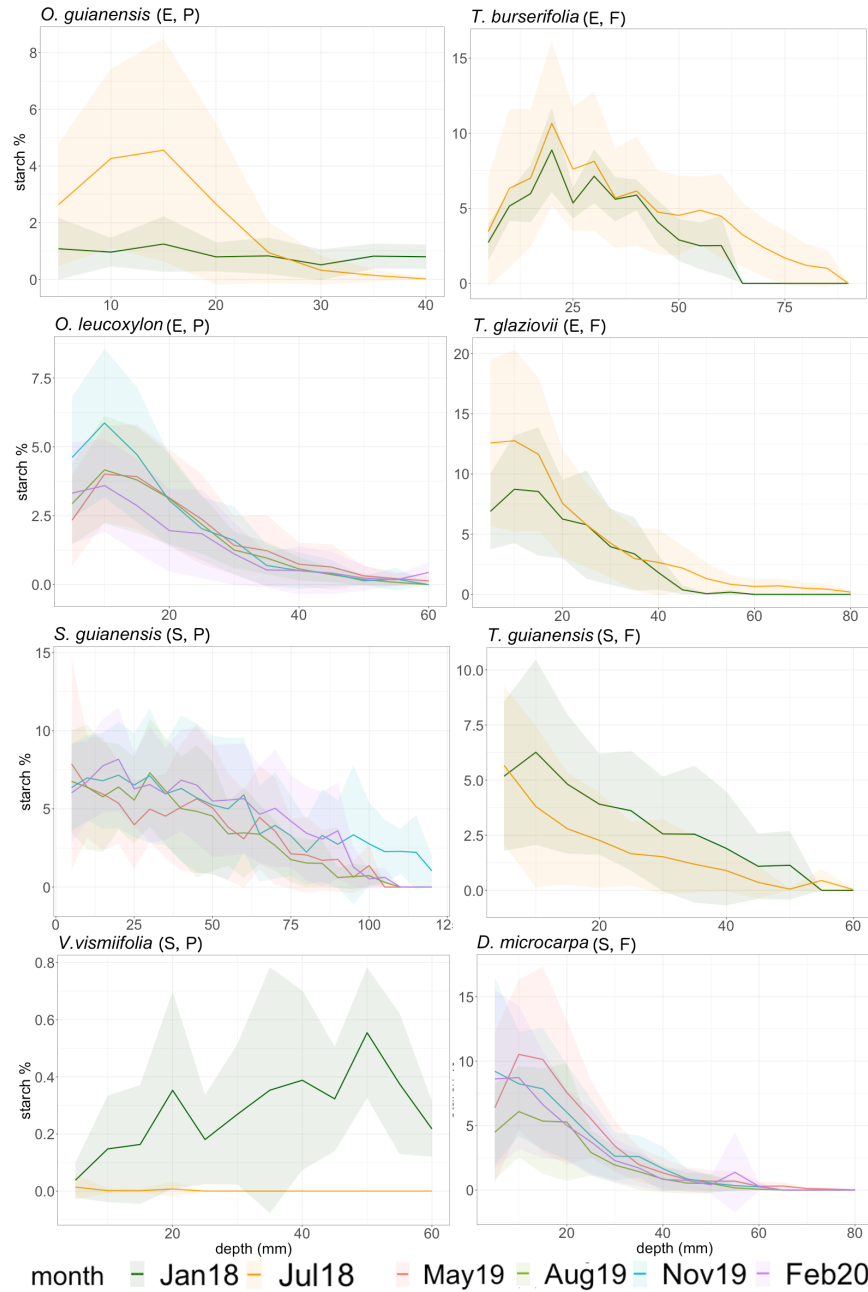 O. guianensis (E, P)
8
6
4
2
0
starch %
10 20 30 40
T. burserifolia (E, F)
15
10
5
0
25 50 75
O. leucoxylon (E, P)
7.5
5.0
2.5
0.0
starch %
20 40 60
T. glaziovii (E, F)
20
15
10
5
0
20 40 60 80
S. guianensis (S, P)
15
10
5
0
starch %
0 25 50 75 100
T. guianensis (S, F)
10.0
7.5
5.0
2.5
0.0
20 40 60
V.vismiifolia (S, P)
0.8
0.6
0.4
0.2
0.0
starch %
20 40 60
depth (mm)
D. microcarpa (S, F)
15
10
5
0
20 40 60 80
depth (mm)
month Jan18 Jul18 May19 Aug19 Nov19 Feb20